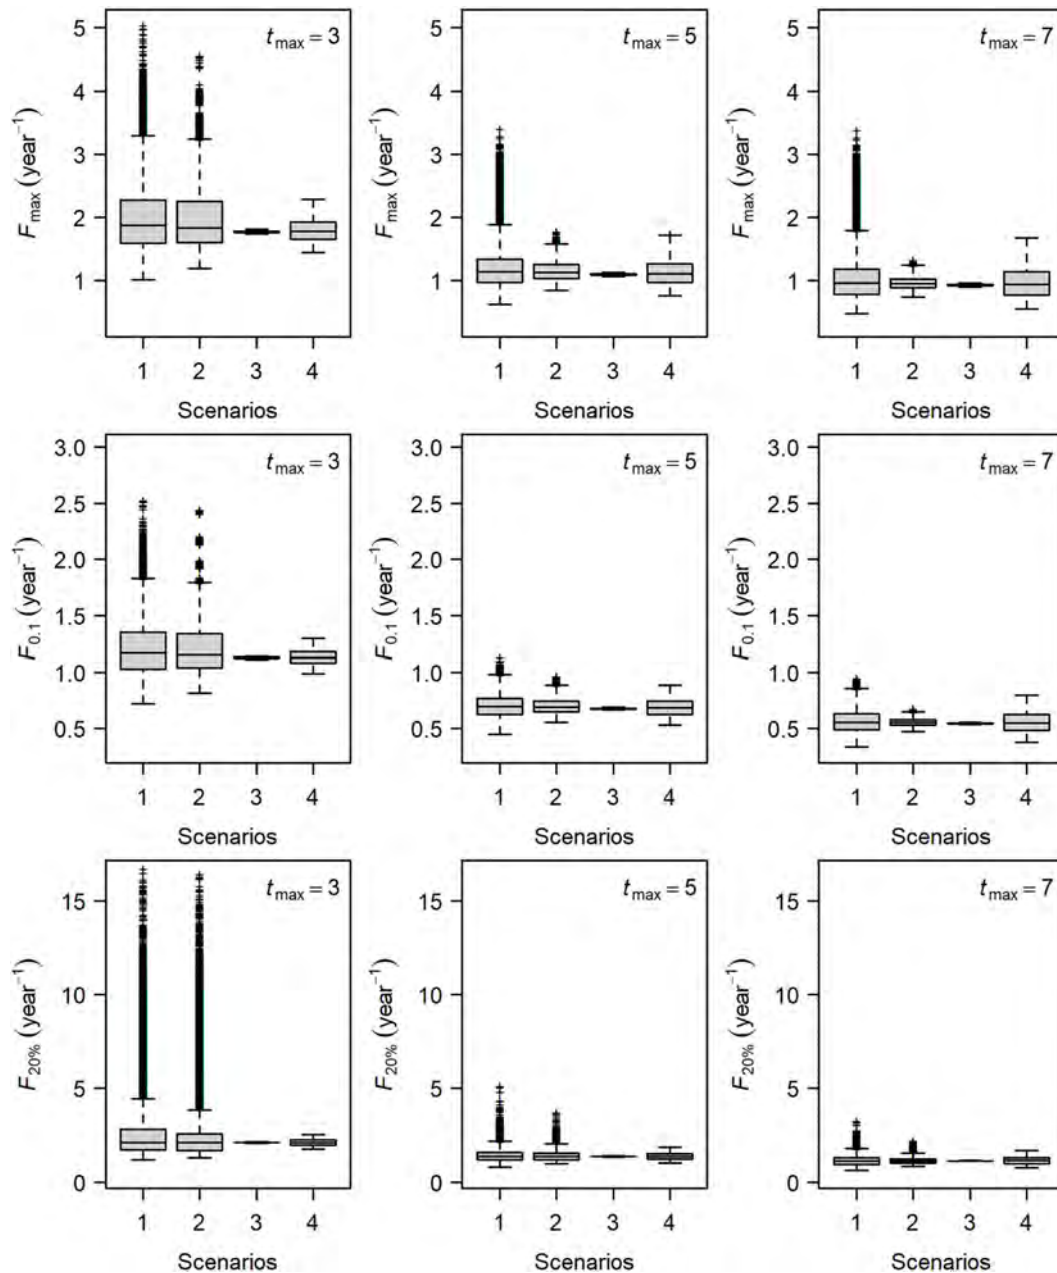 t_max = 3
5
4
3
2
1
F_max (year⁻¹)
1 2 3 4
Scenarios
t_max = 5
5
4
3
2
1
F_max (year⁻¹)
1 2 3 4
Scenarios
t_max = 7
5
4
3
2
1
F_max (year⁻¹)
1 2 3 4
Scenarios
t_max = 3
3.0
2.5
2.0
1.5
1.0
0.5
F_0.1 (year⁻¹)
1 2 3 4
Scenarios
t_max = 5
3.0
2.5
2.0
1.5
1.0
0.5
F_0.1 (year⁻¹)
1 2 3 4
Scenarios
t_max = 7
3.0
2.5
2.0
1.5
1.0
0.5
F_0.1 (year⁻¹)
1 2 3 4
Scenarios
t_max = 3
15
10
5
0
F_20% (year⁻¹)
1 2 3 4
Scenarios
t_max = 5
15
10
5
0
F_20% (year⁻¹)
1 2 3 4
Scenarios
t_max = 7
15
10
5
0
F_20% (year⁻¹)
1 2 3 4
Scenarios